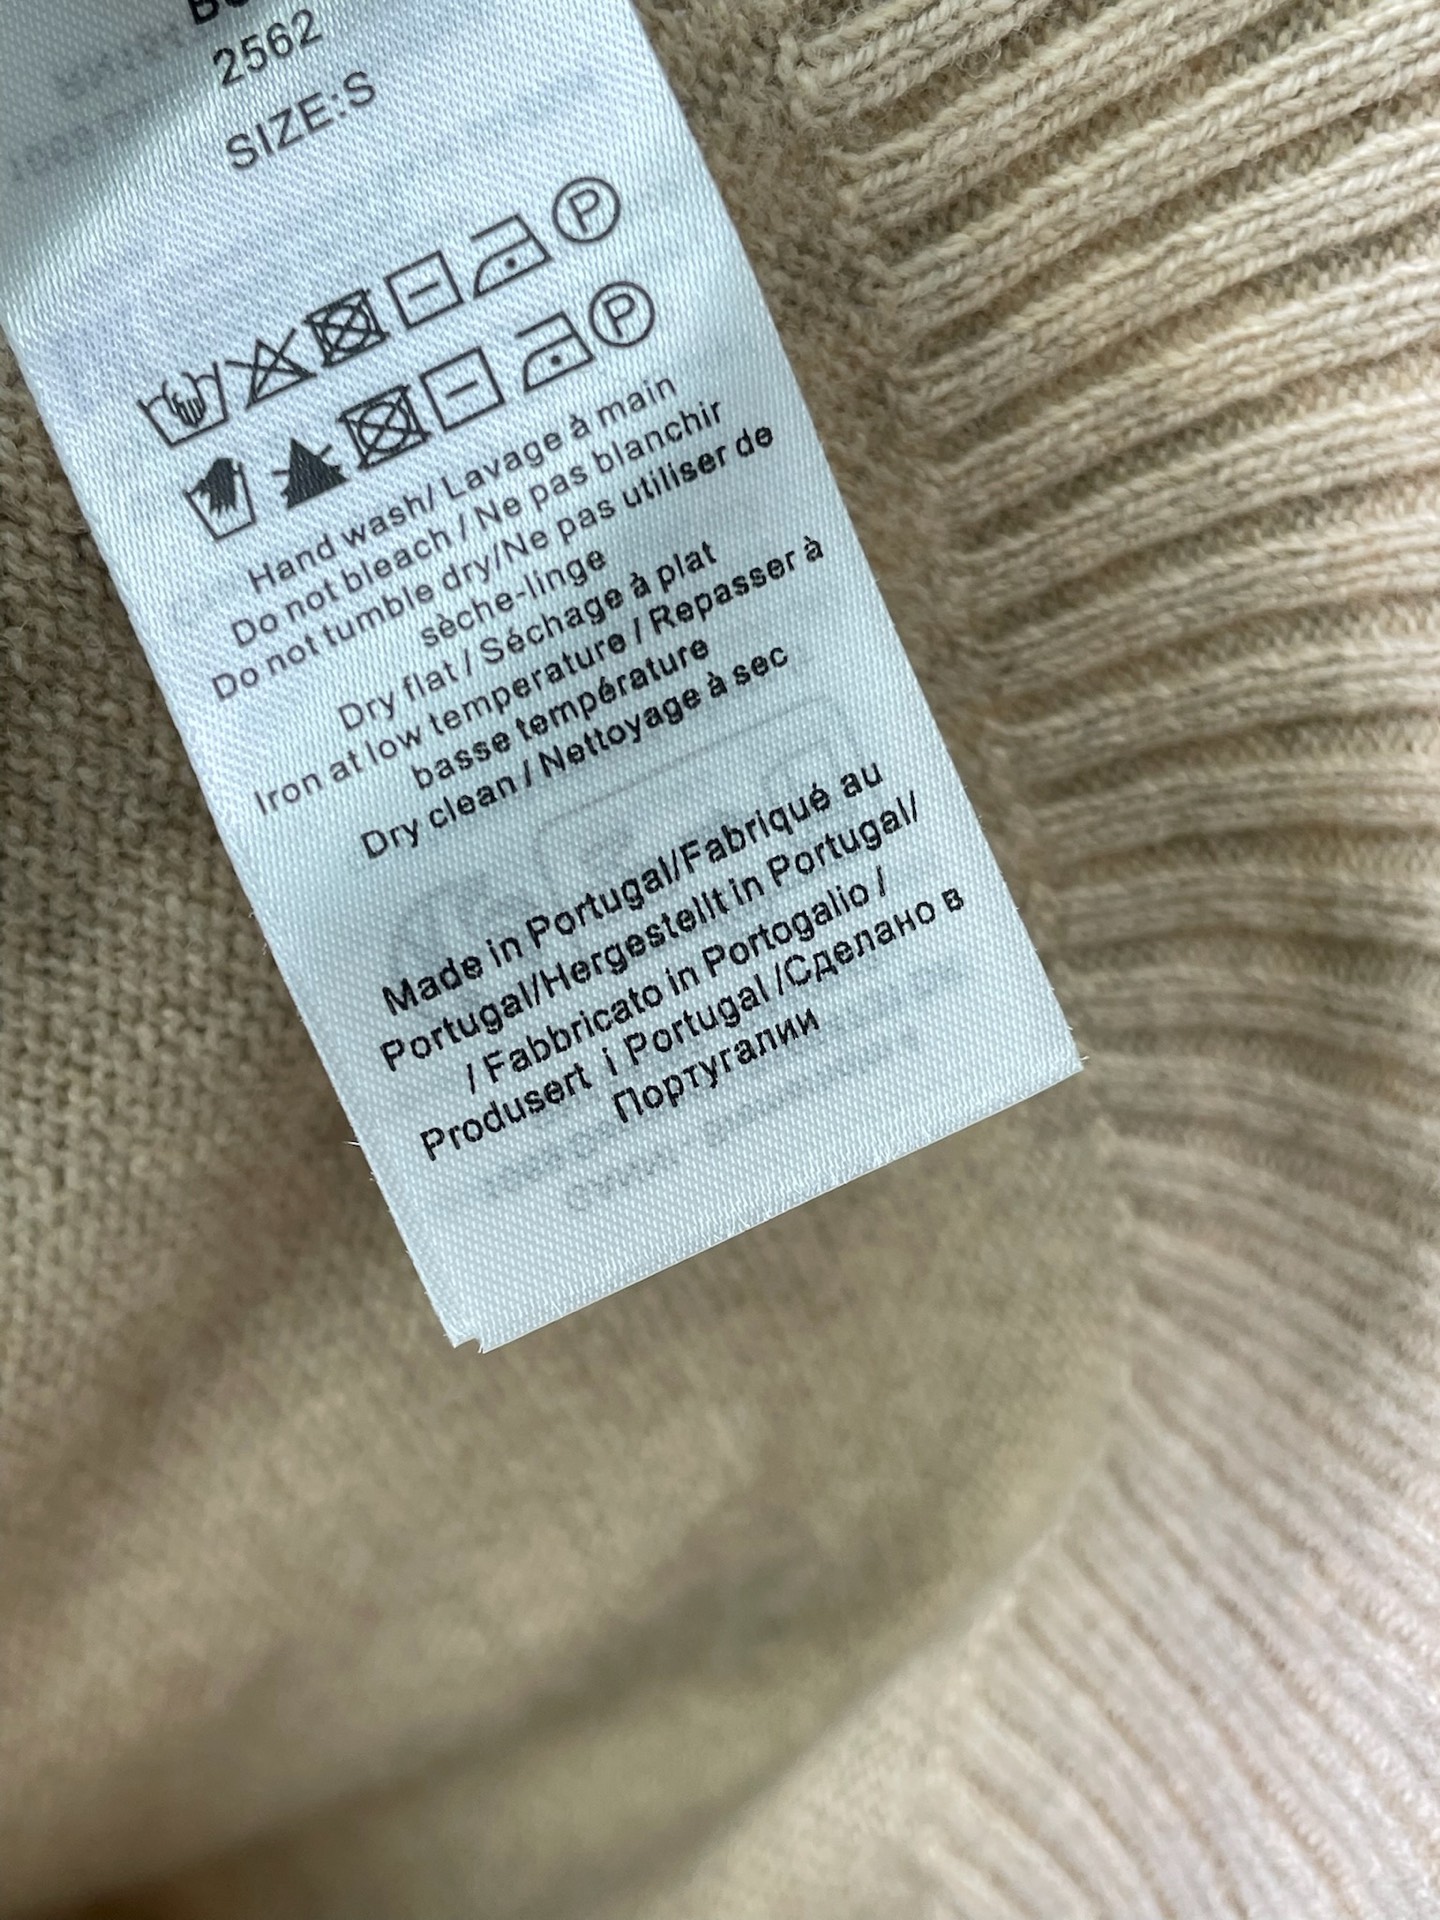 2562
SIZE:S
P
P
Hand wash/ Lavage à main
Do not bleach / Ne pas blanchir
Do not tumble dry/Ne pas utiliser de
sèche-linge
Dry flat / Séchage à plat
Iron at low temperature / Repasser à
basse température
Dry clean / Nettoyage à sec
Made in Portugal/Fabriqué au
Portugal/Hergestellt in Portugal/
/ Fabbricato in Portogalio /
Produsert i Portugal /Сделано в
Португалии